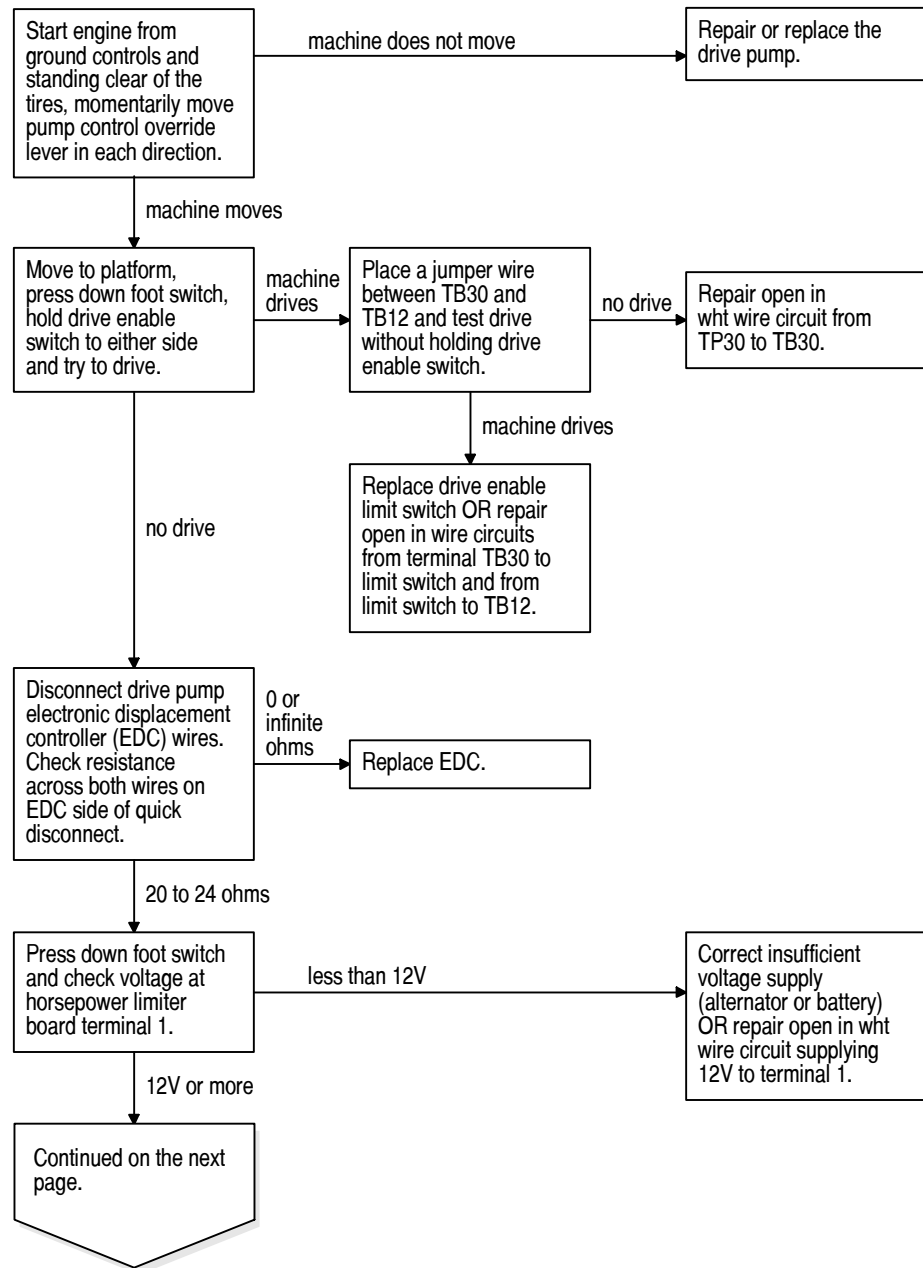 Start engine from
ground controls and
standing clear of the
tires, momentarily move
pump control override
lever in each direction.
machine does not move
Repair or replace the
drive pump.
machine moves
Move to platform,
press down foot switch,
hold drive enable
switch to either side
and try to drive.
machine
drives
Place a jumper wire
between TB30 and
TB12 and test drive
without holding drive
enable switch.
no drive
Repair open in
wht wire circuit from
TP30 to TB30.
machine drives
Replace drive enable
limit switch OR repair
open in wire circuits
from terminal TB30 to
limit switch and from
limit switch to TB12.
no drive
Disconnect drive pump
electronic displacement
controller (EDC) wires.
Check resistance
across both wires on
EDC side of quick
disconnect.
0 or
infinite
ohms
Replace EDC.
20 to 24 ohms
Press down foot switch
and check voltage at
horsepower limiter
board terminal 1.
less than 12V
Correct insufficient
voltage supply
(alternator or battery)
OR repair open in wht
wire circuit supplying
12V to terminal 1.
12V or more
Continued on the next
page.